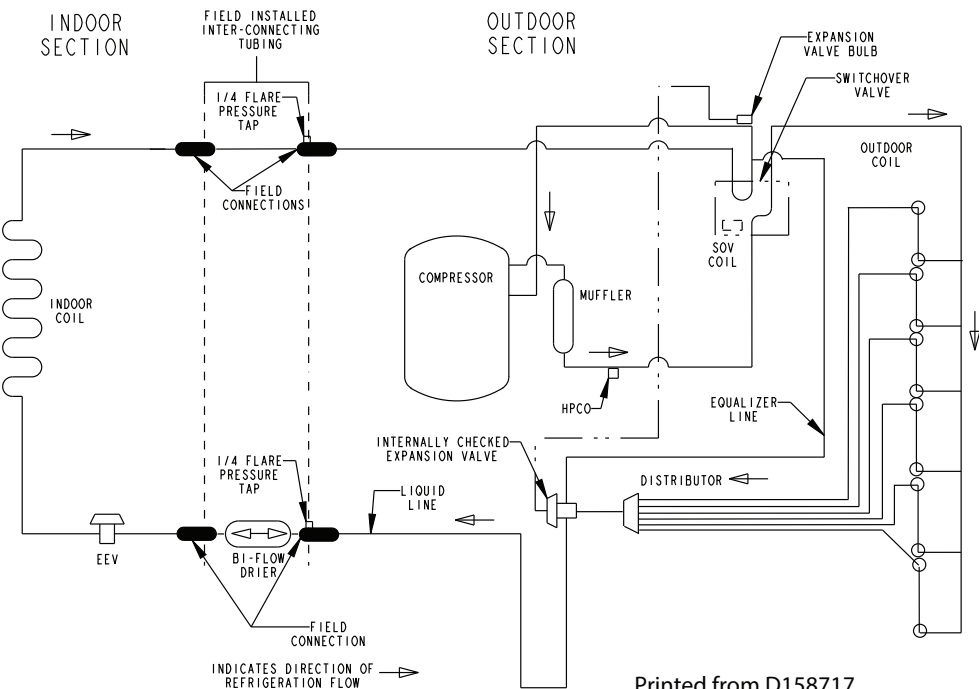 INDOOR
SECTION
FIELD INSTALLED
INTER-CONNECTING
TUBING
OUTDOOR
SECTION
EXPANSION
VALVE BULB
SWITCHOVER
VALVE
1/4 FLARE
PRESSURE
TAP
OUTDOOR
COIL
FIELD
CONNECTIONS
SOV
COIL
COMPRESSOR
MUFFLER
INDOOR
COIL
HPCO
EQUALIZER
LINE
INTERNALLY CHECKED
EXPANSION VALVE
1/4 FLARE
PRESSURE
TAP
LIQUID
LINE
DISTRIBUTOR
EEV
BI-FLOW
DRIER
FIELD
CONNECTION
INDICATES DIRECTION OF
REFRIGERATION FLOW
Printed from D158717